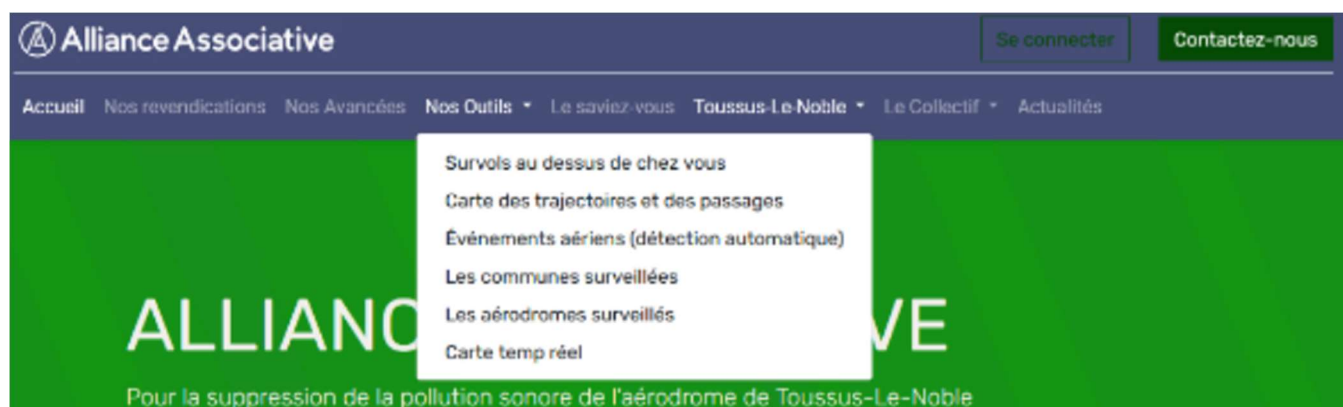 Alliance Associative
Se connecter
Contactez-nous
Accueil Nos revendications Nos Avancées Nos Outils Le saviez-vous Toussus-Le-Noble Le Collectif Actualités
Survols au dessus de chez vous
Carte des trajectoires et des passages
Événements aériens (détection automatique)
Les communes surveillées
Les aérodromes surveillés
Carte temp réel
ALLIANC VE
Pour la suppression de la pollution sonore de l'aérodrome de Toussus-Le-Noble